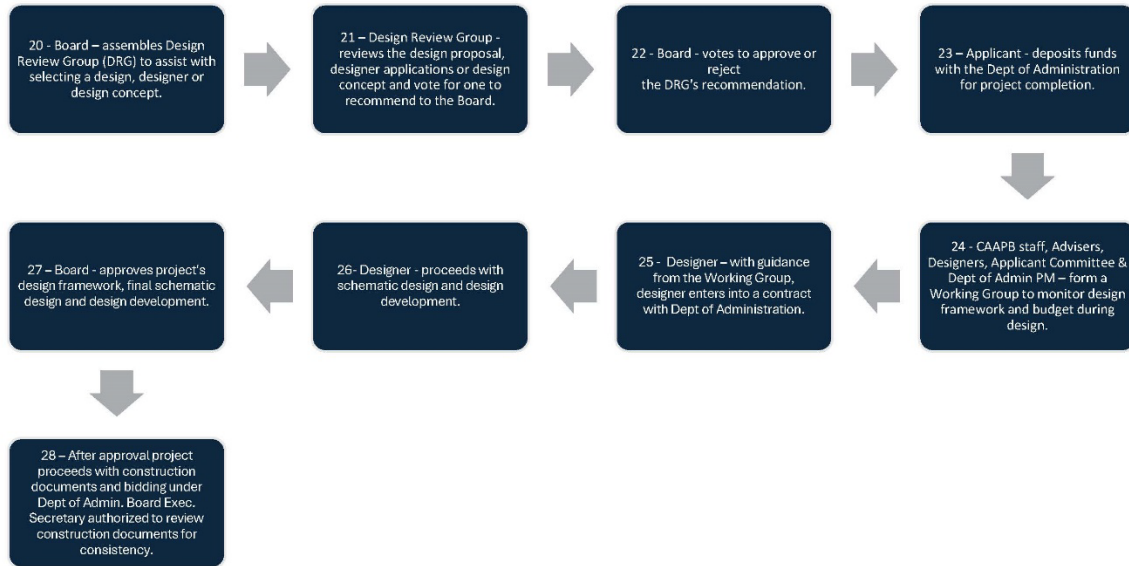 20 - Board – assembles Design
Review Group (DRG) to assist with
selecting a design, designer or
design concept.
21 – Design Review Group -
reviews the design proposal,
designer applications or design
concept and vote for one to
recommend to the Board.
22 - Board - votes to approve or
reject
the DRG's recommendation.
23 – Applicant - deposits funds
with the Dept of Administration
for project completion.
24 - CAAPB staff, Advisers,
Designers, Applicant Committee &
Dept of Admin PM – form a
Working Group to monitor design
framework and budget during
design.
25 - Designer – with guidance
from the Working Group,
designer enters into a contract
with Dept of Administration.
26- Designer - proceeds with
schematic design and design
development.
27 – Board - approves project's
design framework, final schematic
design and design development.
28 – After approval project
proceeds with construction
documents and bidding under
Dept of Admin. Board Exec.
Secretary authorized to review
construction documents for
consistency.